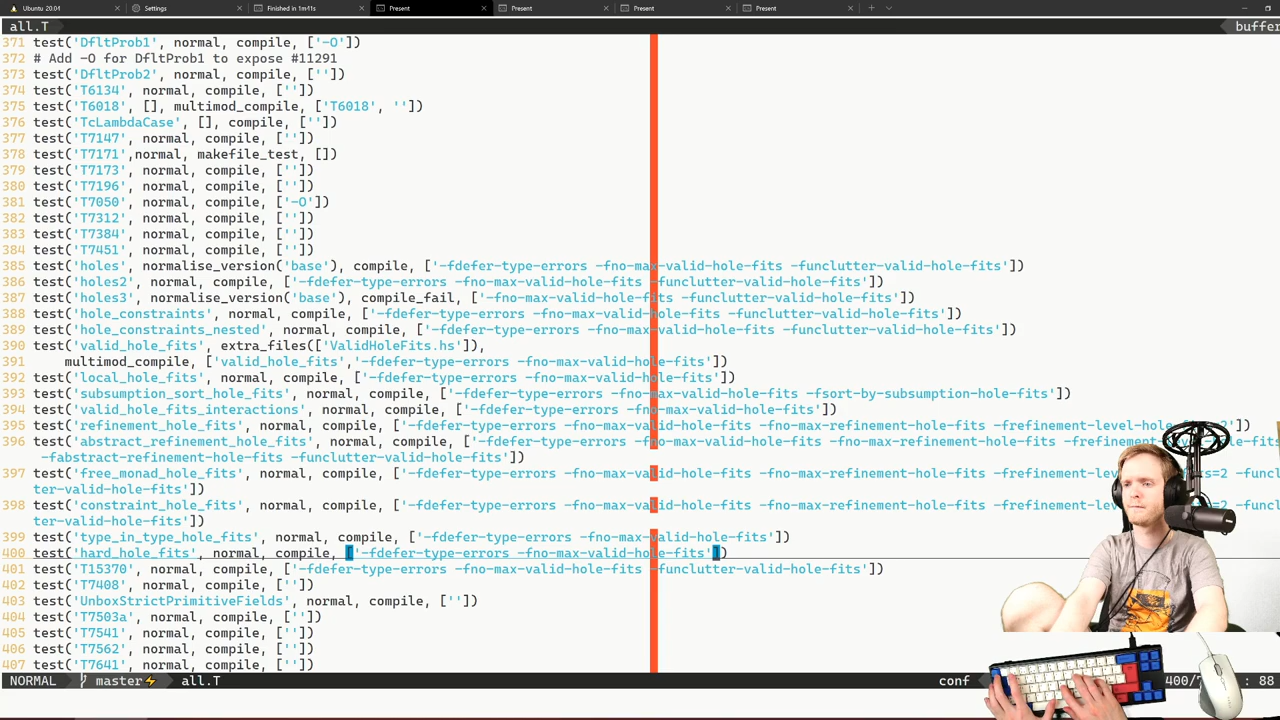 Ubuntu 20.04
Settings
Finished in 1m41s
Present
Present
Present
Present
all.T
buffer
371 test('DfltProb1', normal, compile, ['-O'])
372 # Add -O for DfltProb1 to expose #11291
373 test('DfltProb2', normal, compile, [''])
374 test('T6134', normal, compile, [''])
375 test('T6018', [], multimod_compile, ['T6018', ''])
376 test('TcLambdaCase', [], compile, [''])
377 test('T7147', normal, compile, [''])
378 test('T7171',normal, makefile_test, [])
379 test('T7173', normal, compile, [''])
380 test('T7196', normal, compile, [''])
381 test('T7050', normal, compile, ['-O'])
382 test('T7312', normal, compile, [''])
383 test('T7384', normal, compile, [''])
384 test('T7451', normal, compile, [''])
385 test('holes', normalise_version('base'), compile, ['-fdefer-type-errors -fno-max-valid-hole-fits -funclutter-valid-hole-fits'])
386 test('holes2', normal, compile, ['-fdefer-type-errors -fno-max-valid-hole-fits -funclutter-valid-hole-fits'])
387 test('holes3', normalise_version('base'), compile_fail, ['-fno-max-valid-hole-fits -funclutter-valid-hole-fits'])
388 test('hole_constraints', normal, compile, ['-fdefer-type-errors -fno-max-valid-hole-fits -funclutter-valid-hole-fits'])
389 test('hole_constraints_nested', normal, compile, ['-fdefer-type-errors -fno-max-valid-hole-fits -funclutter-valid-hole-fits'])
390 test('valid_hole_fits', extra_files(['ValidHoleFits.hs']),
391     multimod_compile, ['valid_hole_fits','-fdefer-type-errors -fno-max-valid-hole-fits'])
392 test('local_hole_fits', normal, compile, ['-fdefer-type-errors -fno-max-valid-hole-fits'])
393 test('subsumption_sort_hole_fits', normal, compile, ['-fdefer-type-errors -fno-max-valid-hole-fits -fsort-by-subsumption-hole-fits'])
394 test('valid_hole_fits_interactions', normal, compile, ['-fdefer-type-errors -fno-max-valid-hole-fits'])
395 test('refinement_hole_fits', normal, compile, ['-fdefer-type-errors -fno-max-valid-hole-fits -fno-max-refinement-hole-fits -frefinement-level-hole 2'])
396 test('abstract_refinement_hole_fits', normal, compile, ['-fdefer-type-errors -fno-max-valid-hole-fits -fno-max-refinement-hole-fits -frefinement-
-fabstract-refinement-hole-fits -funclutter-valid-hole-fits'])
397 test('free_monad_hole_fits', normal, compile, ['-fdefer-type-errors -fno-max-valid-hole-fits -fno-max-refinement-hole-fits -frefinement-lev =2 -func
ter-valid-hole-fits'])
398 test('constraint_hole_fits', normal, compile, ['-fdefer-type-errors -fno-max-valid-hole-fits -fno-max-refinement-hole-fits -frefinement- =2 -func
ter-valid-hole-fits'])
399 test('type_in_type_hole_fits', normal, compile, ['-fdefer-type-errors -fno-max-valid-hole-fits'])
400 test('hard_hole_fits', normal, compile, ['-fdefer-type-errors -fno-max-valid-hole-fits'])
401 test('T15370', normal, compile, ['-fdefer-type-errors -fno-max-valid-hole-fits -funclutter-valid-hole-fits'])
402 test('T7408', normal, compile, [''])
403 test('UnboxStrictPrimitiveFields', normal, compile, [''])
404 test('T7503a', normal, compile, [''])
405 test('T7541', normal, compile, [''])
406 test('T7562', normal, compile, [''])
407 test('T7641', normal, compile, [''])
NORMAL master⚡ all.T conf 400/ : 88